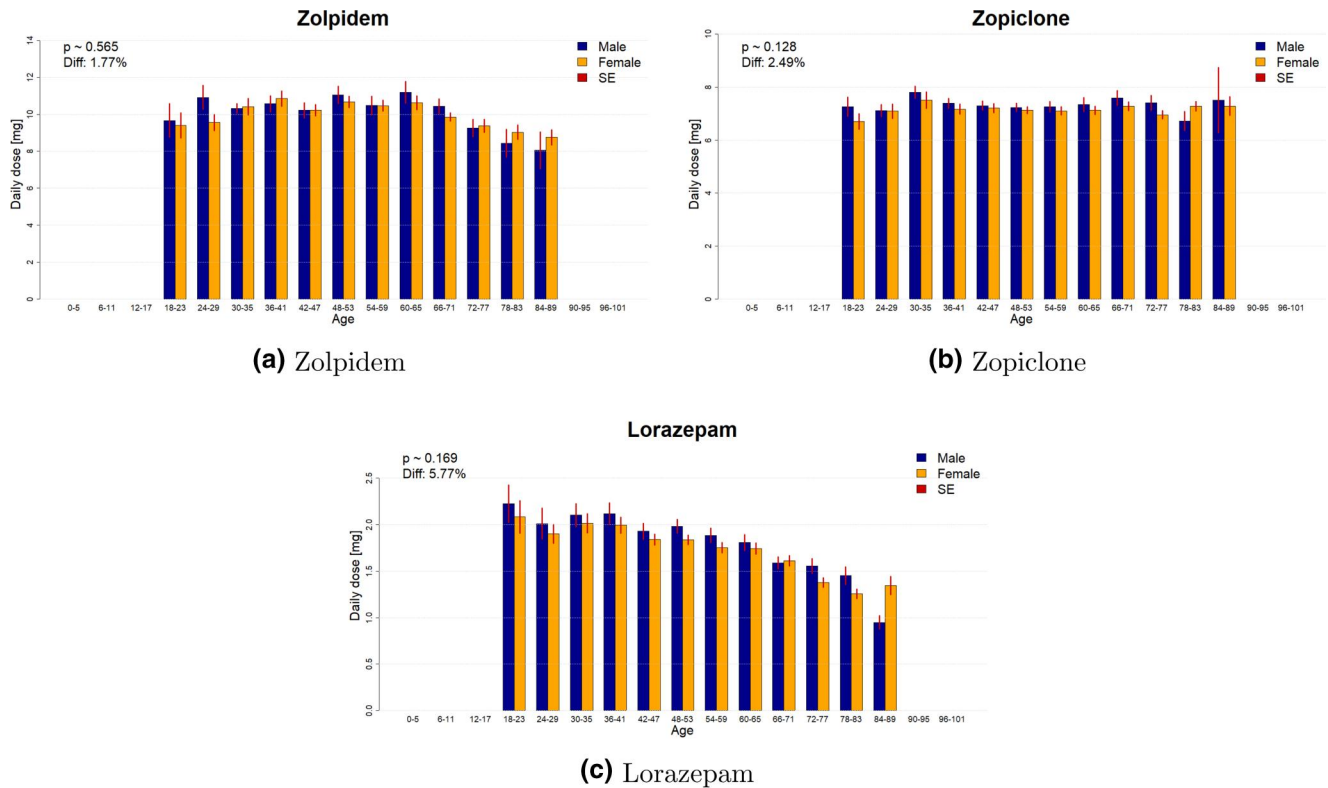 Zolpidem
p ~ 0.565
Diff: 1.77%
Male
Female
SE
Daily dose [mg]
14
12
10
8
6
4
2
0
0-5 6-11 12-17 18-23 24-29 30-35 36-41 42-47 48-53 54-59 60-65 66-71 72-77 78-83 84-89 90-95 96-101
Age
(a) Zolpidem
Zopiclone
p ~ 0.128
Diff: 2.49%
Male
Female
SE
Daily dose [mg]
10
8
6
4
2
0
0-5 6-11 12-17 18-23 24-29 30-35 36-41 42-47 48-53 54-59 60-65 66-71 72-77 78-83 84-89 90-95 96-101
Age
(b) Zopiclone
Lorazepam
p ~ 0.169
Diff: 5.77%
Male
Female
SE
Daily dose [mg]
2.5
2.0
1.5
1.0
0.5
0.0
0-5 6-11 12-17 18-23 24-29 30-35 36-41 42-47 48-53 54-59 60-65 66-71 72-77 78-83 84-89 90-95 96-101
Age
(c) Lorazepam